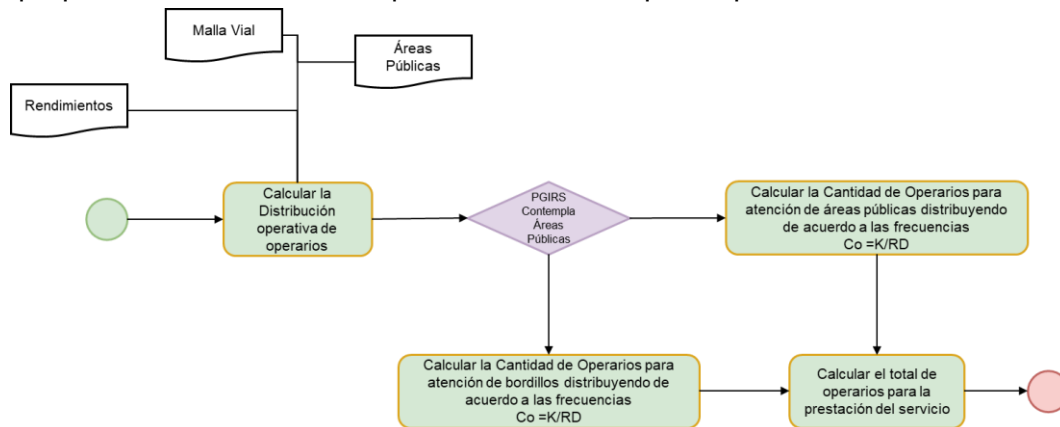 Malla Vial
Áreas
Públicas
Rendimientos
Calcular la
Distribución
operativa de
operarios
PGIRS
Contempla
Áreas
Públicas
Calcular la Cantidad de Operarios para
atención de áreas públicas distribuyendo
de acuerdo a las frecuencias
Co =K/RD
Calcular la Cantidad de Operarios para
atención de bordillos distribuyendo de
acuerdo a las frecuencias
Co =K/RD
Calcular el total de
operarios para la
prestación del servicio